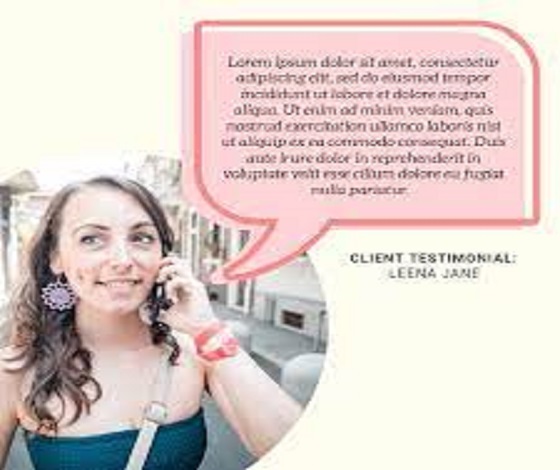 Lorem ipsum dolor sit amet, consectetur
adipiscing elit, sed do eiusmod tempor
incididunt ut labore et dolore magna
aliqua. Ut enim ad minim veniam, quis
nostrud exercitation ullamco laboris nisi
ut aliquip ex ea commodo consequat. Duis
aute irure dolor in reprehenderit in
voluptate velit esse cillum dolore eu fugiat
nulla pariatur.
CLIENT TESTIMONIAL:
LEENA JANE